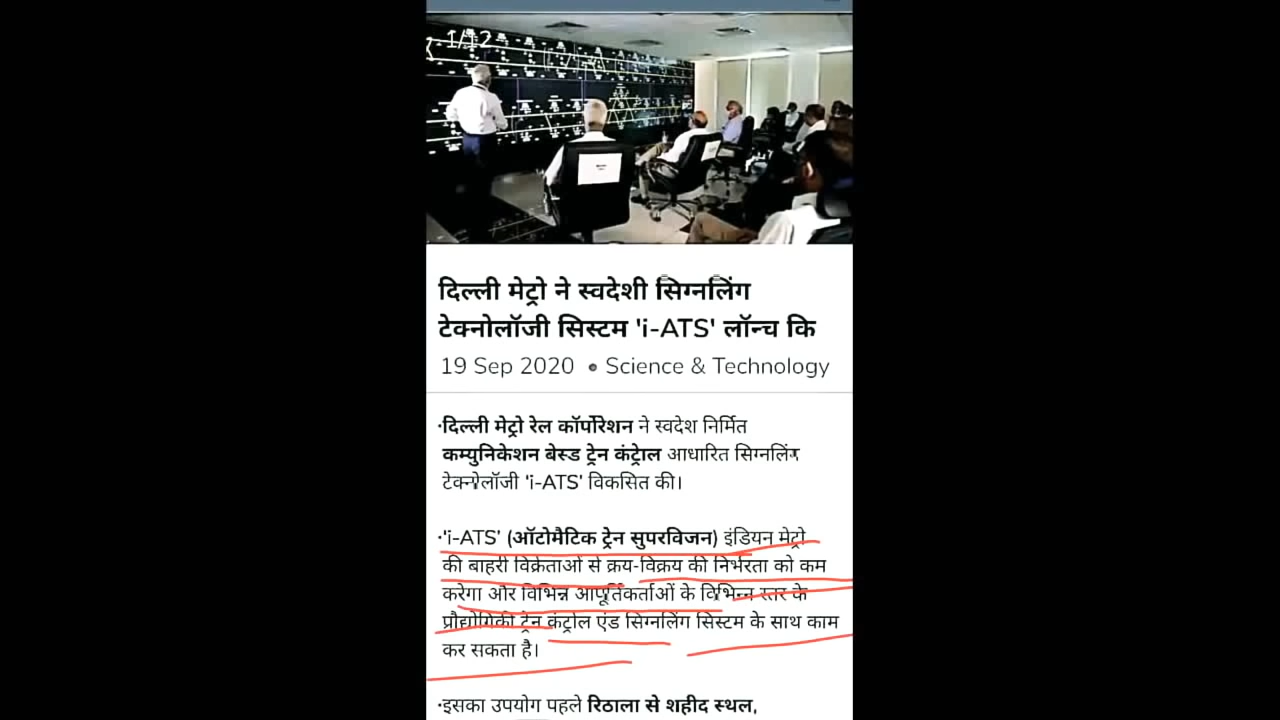 1/12
दिल्ली मेट्रो ने स्वदेशी सिग्नलिंग
टेक्नोलॉजी सिस्टम 'i-ATS' लॉन्च कि
19 Sep 2020 • Science & Technology
·दिल्ली मेट्रो रेल कॉर्पोरेशन ने स्वदेश निर्मित
कम्युनिकेशन बेस्ड ट्रेन कंट्रोल आधारित सिग्नलिंग
टेक्नोलॉजी 'i-ATS' विकसित की।
·'i-ATS' (ऑटोमैटिक ट्रेन सुपरविजन) इंडियन मेट्रो
की बाहरी विक्रेताओं से क्रय-विक्रय की निर्भरता को कम
करेगा और विभिन्न आपूर्तिकर्ताओं के विभिन्न स्तर के
प्रौद्योगिकी ट्रेन कंट्रोल एंड सिग्नलिंग सिस्टम के साथ काम
कर सकता है।
·इसका उपयोग पहले रिठाला से शहीद स्थल,